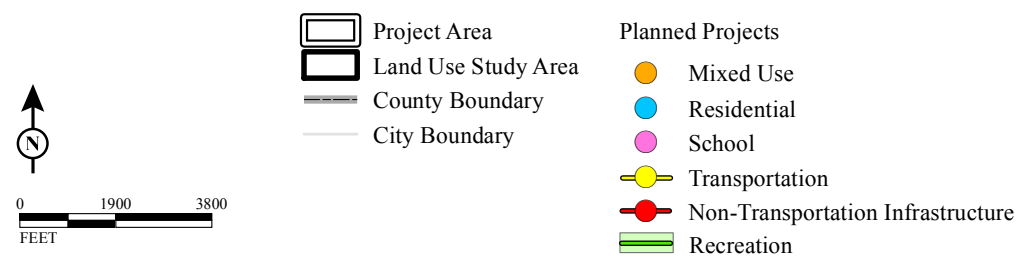 N
0 1900 3800
FEET
Project Area
Land Use Study Area
County Boundary
City Boundary
Planned Projects
Mixed Use
Residential
School
Transportation
Non-Transportation Infrastructure
Recreation